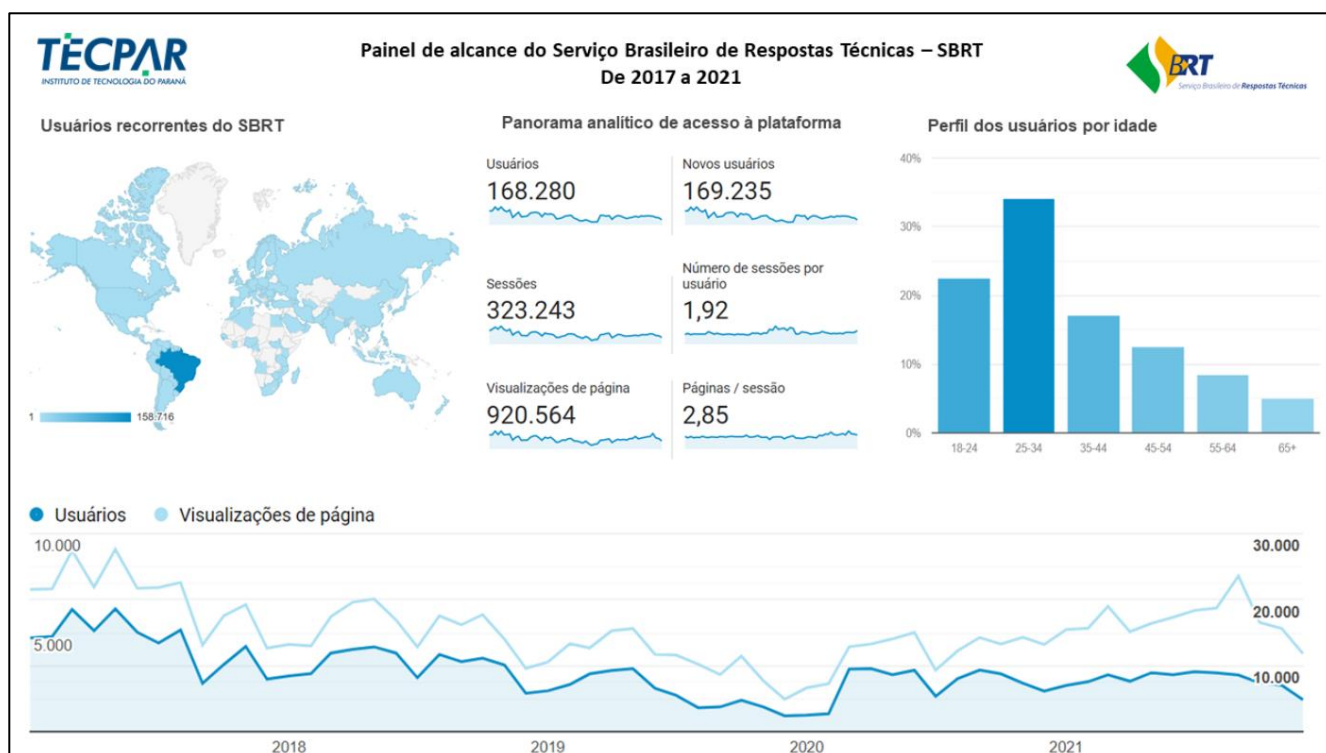 TECPAR
INSTITUTO DE TECNOLOGIA DO PARANÁ
Painel de alcance do Serviço Brasileiro de Respostas Técnicas – SBRT
De 2017 a 2021
SBRT
Serviço Brasileiro de Respostas Técnicas
Usuários recorrentes do SBRT
1
158.716
Panorama analítico de acesso à plataforma
Usuários
168.280
Novos usuários
169.235
Sessões
323.243
Número de sessões por
usuário
1,92
Visualizações de página
920.564
Páginas / sessão
2,85
Perfil dos usuários por idade
40%
30%
20%
10%
0%
18-24
25-34
35-44
45-54
55-64
65+
Usuários
Visualizações de página
10.000
5.000
30.000
20.000
10.000
2018
2019
2020
2021